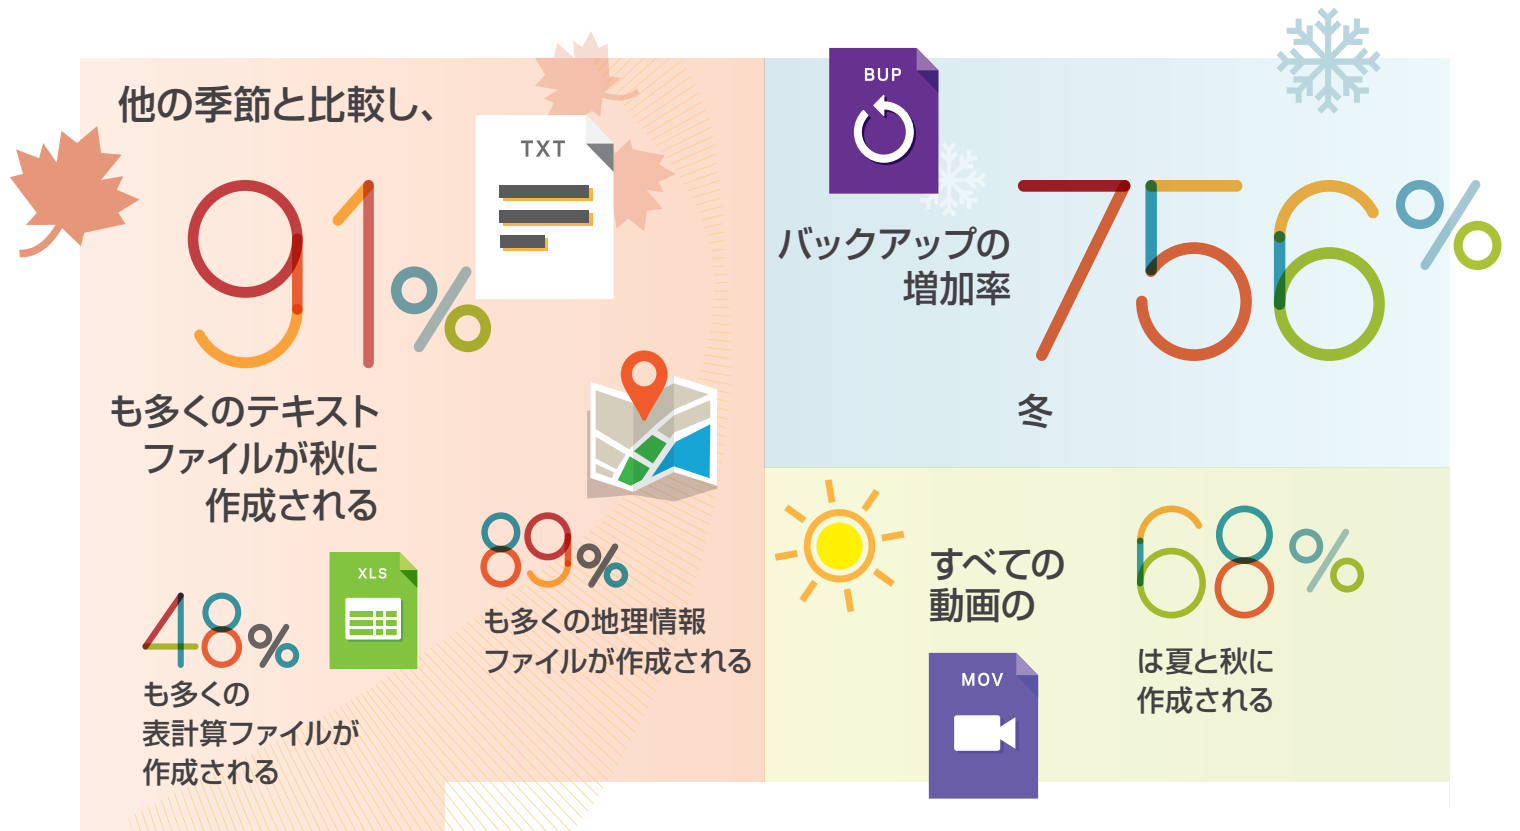 他の季節と比較し、
TXT
91%
も多くのテキスト
ファイルが秋に
作成される
48%
も多くの
表計算ファイルが
作成される
XLS
89%
も多くの地理情報
ファイルが作成される
BUP
バックアップの
増加率
756%
冬
すべての
動画の
MOV
68%
は夏と秋に
作成される